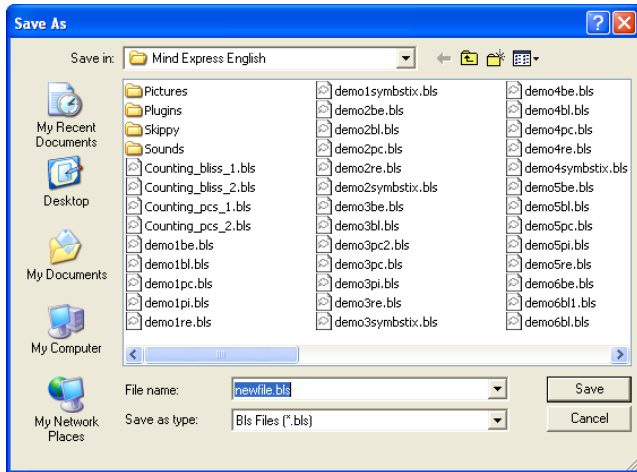 Save As
Save in:
Mind Express English
My Recent
Documents
Desktop
My Documents
My Computer
My Network
Places
Pictures
Plugins
Skippy
Sounds
Counting_bliss_1.bls
Counting_bliss_2.bls
Counting_pcs_1.bls
Counting_pcs_2.bls
demo1be.bls
demo1bl.bls
demo1pc.bls
demo1pi.bls
demo1re.bls
demo1symbstix.bls
demo2be.bls
demo2bl.bls
demo2pc.bls
demo2re.bls
demo2symbstix.bls
demo3be.bls
demo3bl.bls
demo3pc2.bls
demo3pc.bls
demo3pi.bls
demo3re.bls
demo3symbstix.bls
demo4be.bls
demo4bl.bls
demo4pc.bls
demo4re.bls
demo4symbstix.bls
demo5be.bls
demo5bl.bls
demo5pc.bls
demo5pi.bls
demo5re.bls
demo6be.bls
demo6bl1.bls
demo6bl.bls
File name:
newfile.bls
Save
Save as type:
Bls Files (*.bls)
Cancel